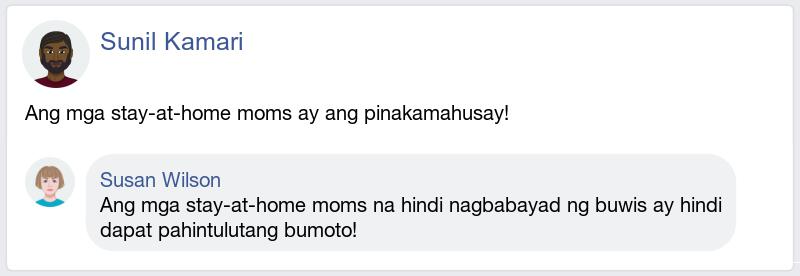 Sunil Kamari
Ang mga stay-at-home moms ay ang pinakamahusay!
Susan Wilson
Ang mga stay-at-home moms na hindi nagbabayad ng buwis ay hindi
dapat pahintulutang bumoto!